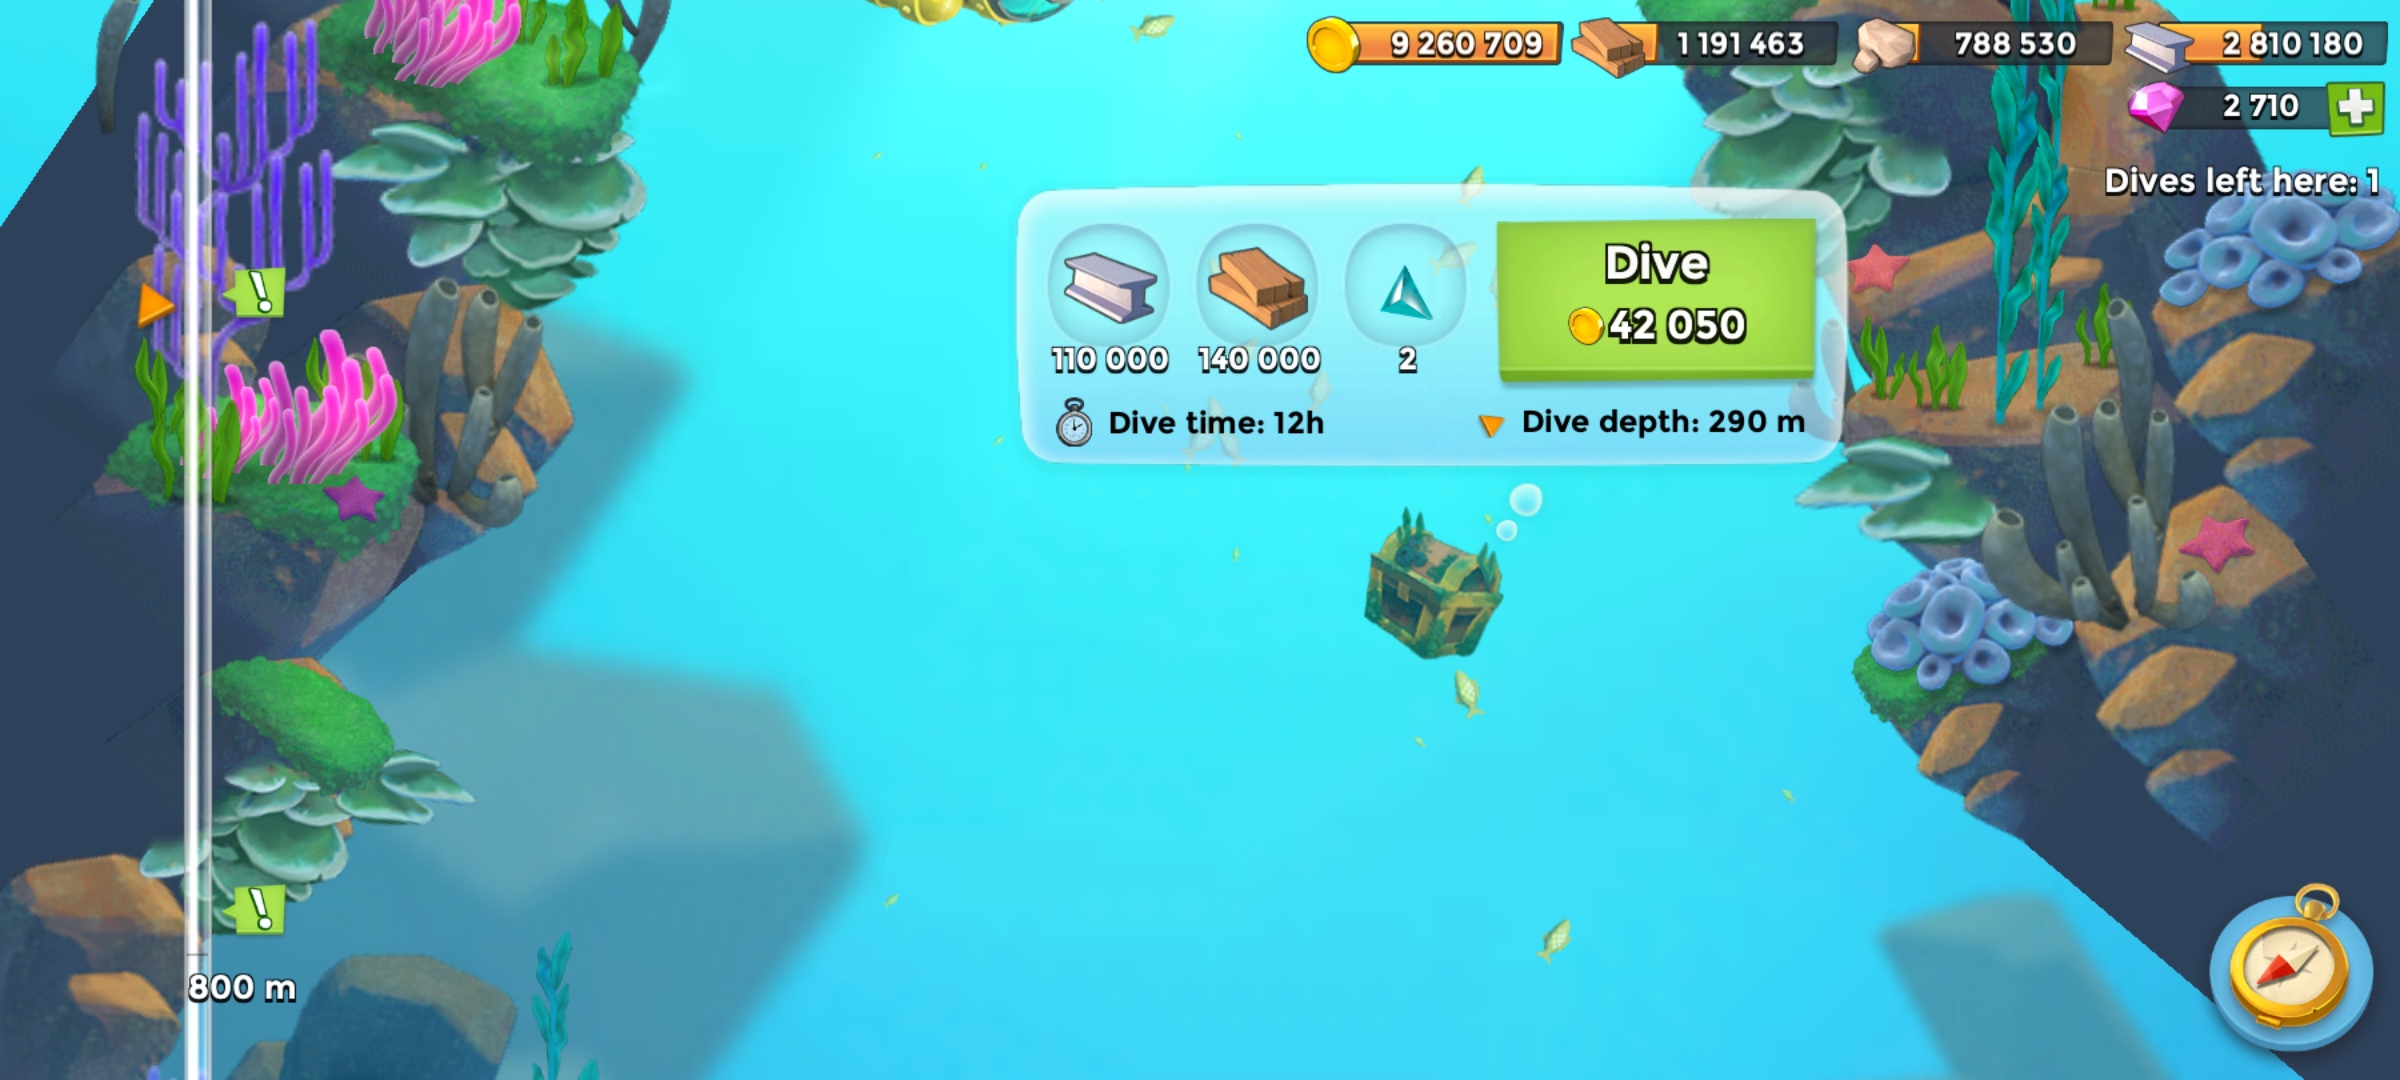 9 260 709
1 191 463
788 530
2 810 180
2 710
Dives left here: 1
Dive
42 050
110 000
140 000
2
Dive time: 12h
Dive depth: 290 m
!
!
800 m